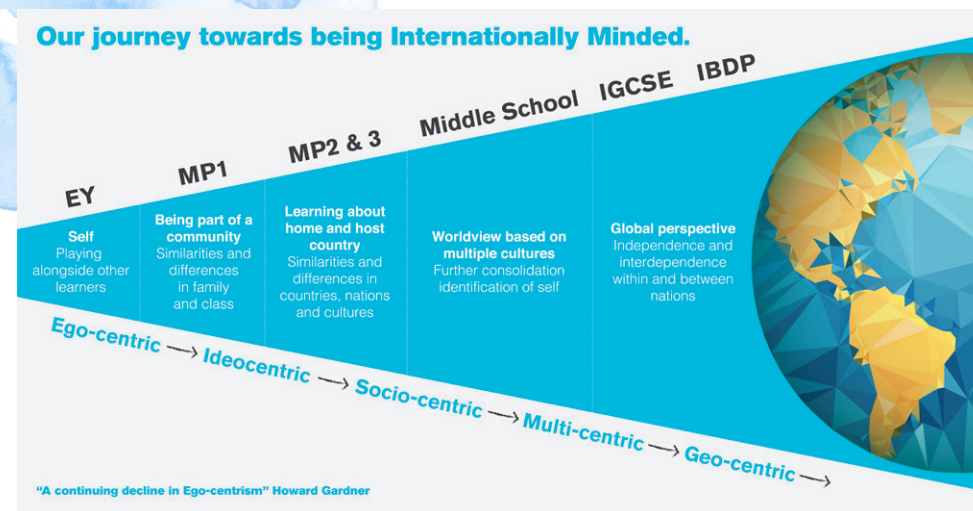 Our journey towards being Internationally Minded.
EY
MP1
MP2 & 3
Middle School
IGCSE
IBDP
Self
Playing
alongside other
learners
Being part of a
community
Similarities and
differences
in family
and class
Learning about
home and host
country
Similarities and
differences in
countries, nations
and cultures
Worldview based on
multiple cultures
Further consolidation
identification of self
Global perspective
Independence and
interdependence
within and between
nations
Ego-centric → Ideocentric → Socio-centric → Multi-centric → Geo-centric →
“A continuing decline in Ego-centrism” Howard Gardner